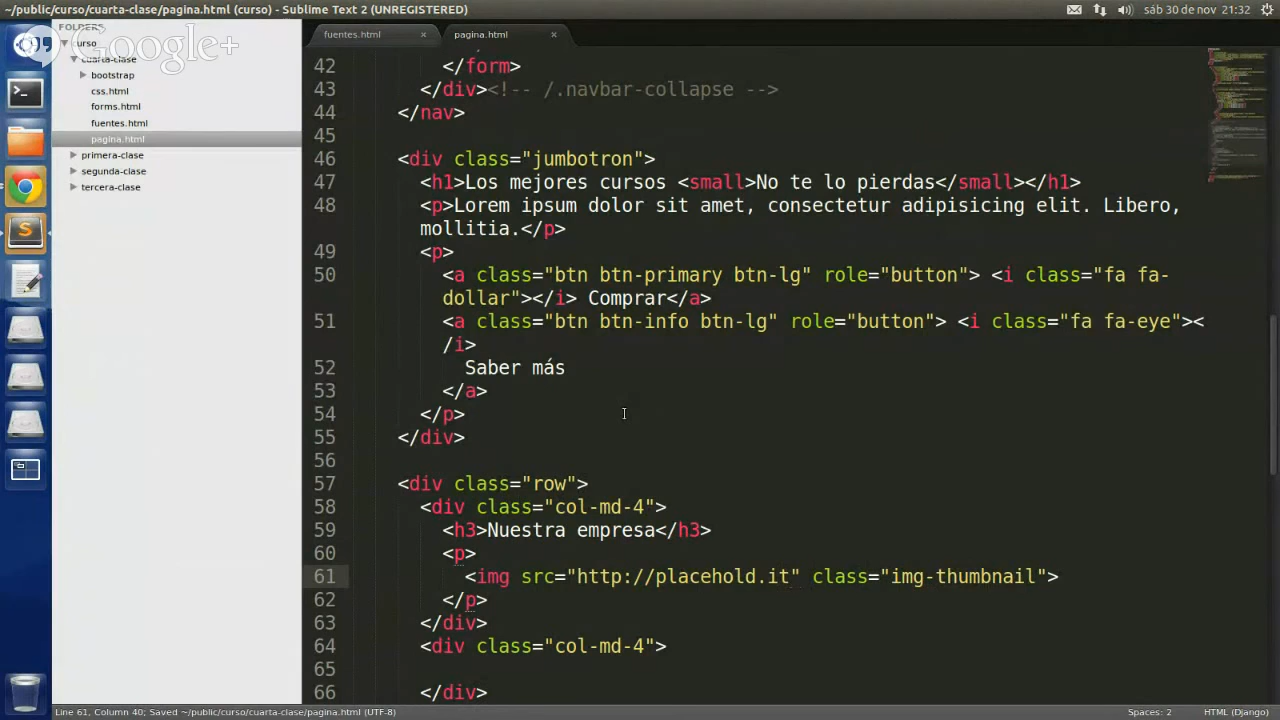 ~/public/curso/cuarta-clase/pagina.html (curso) - Sublime Text 2 (UNREGISTERED)
sáb 30 de nov 21:32
Google+
FOLDERS
curso
cuarta-clase
bootstrap
css.html
forms.html
fuentes.html
pagina.html
primera-clase
segunda-clase
tercera-clase
fuentes.html × pagina.html ×
42 </form>
43 </div><!-- /.navbar-collapse -->
44 </nav>
45
46 <div class="jumbotron">
47 <h1>Los mejores cursos <small>No te lo pierdas</small></h1>
48 <p>Lorem ipsum dolor sit amet, consectetur adipisicing elit. Libero,
mollitia.</p>
49 <p>
50 <a class="btn btn-primary btn-lg" role="button"> <i class="fa fa-
dollar"></i> Comprar</a>
51 <a class="btn btn-info btn-lg" role="button"> <i class="fa fa-eye"><
/i>
52 Saber más
53 </a>
54 </p>
55 </div>
56
57 <div class="row">
58 <div class="col-md-4">
59 <h3>Nuestra empresa</h3>
60 <p>
61 <img src="http://placehold.it" class="img-thumbnail">
62 </p>
63 </div>
64 <div class="col-md-4">
65
66 </div>
Line 61, Column 40; Saved ~/public/curso/cuarta-clase/pagina.html (UTF-8)
Spaces: 2
HTML (Django)